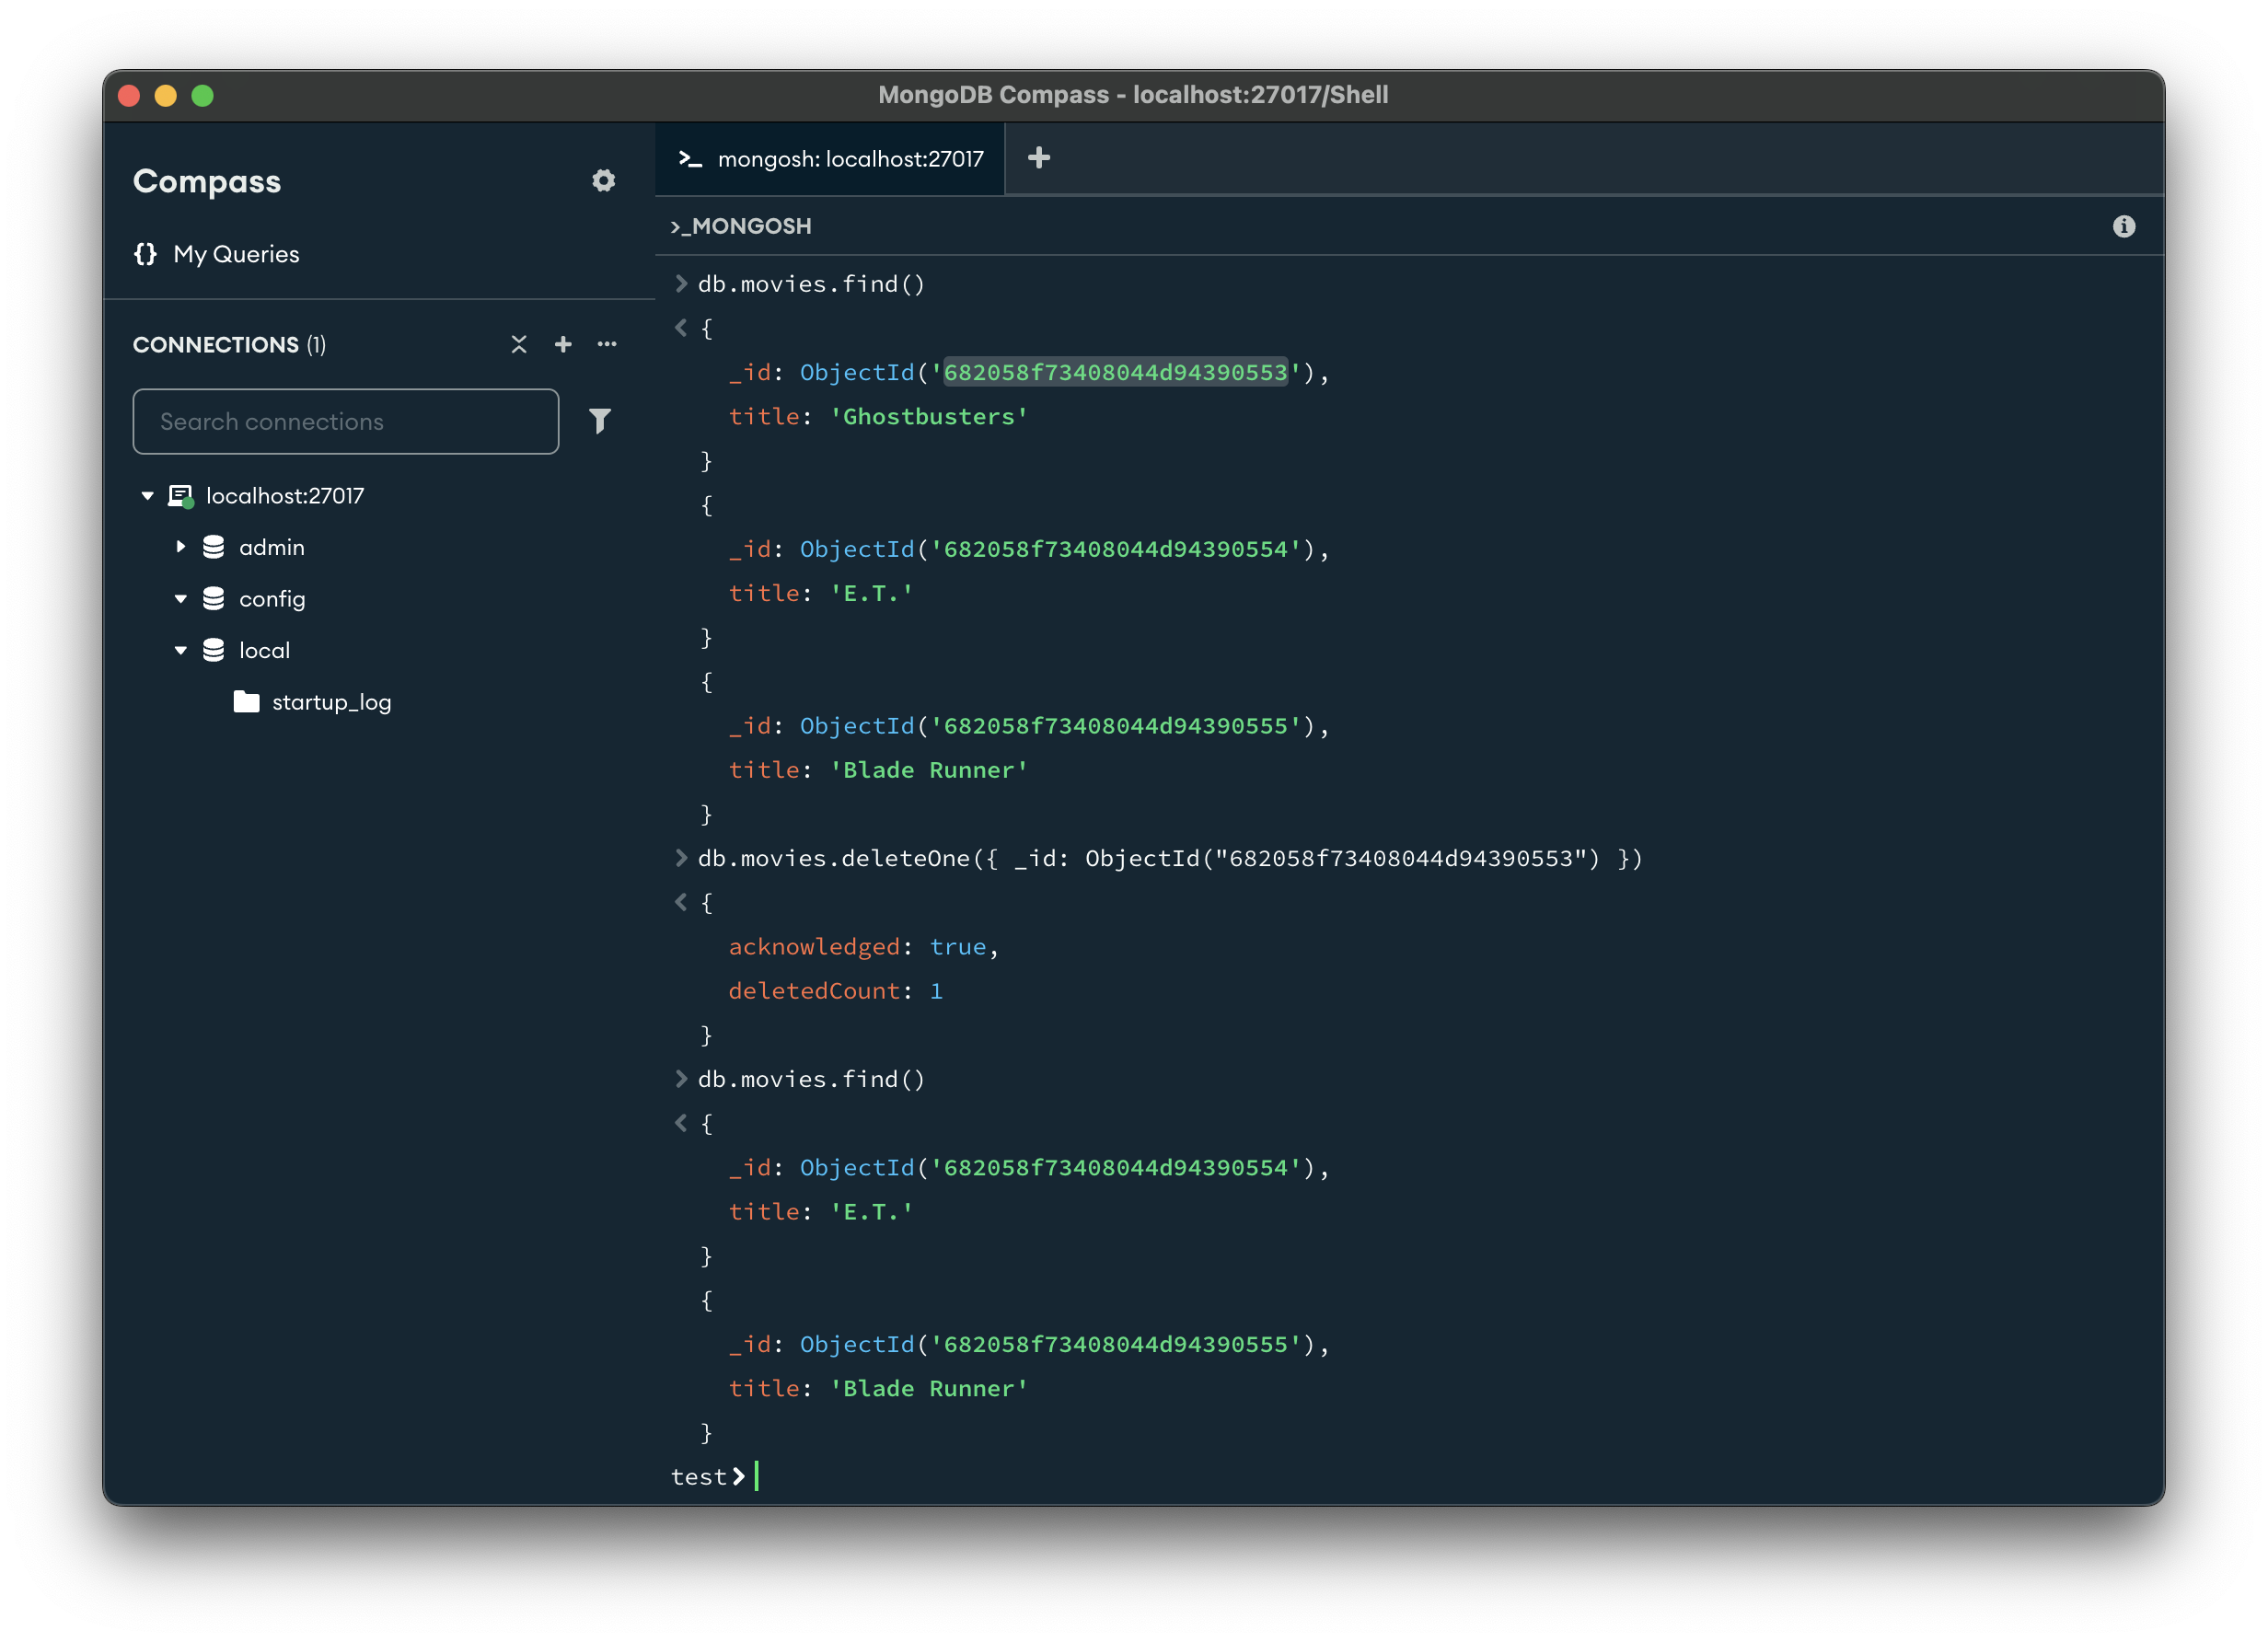 MongoDB Compass - localhost:27017/Shell
Compass
{} My Queries
CONNECTIONS (1)
Search connections
localhost:27017
admin
config
local
startup_log
>_ mongosh: localhost:27017
>_MONGOSH
> db.movies.find()
< {
_id: ObjectId('682058f73408044d94390553'),
title: 'Ghostbusters'
}
{
_id: ObjectId('682058f73408044d94390554'),
title: 'E.T.'
}
{
_id: ObjectId('682058f73408044d94390555'),
title: 'Blade Runner'
}
> db.movies.deleteOne({ _id: ObjectId("682058f73408044d94390553") })
< {
acknowledged: true,
deletedCount: 1
}
> db.movies.find()
< {
_id: ObjectId('682058f73408044d94390554'),
title: 'E.T.'
}
{
_id: ObjectId('682058f73408044d94390555'),
title: 'Blade Runner'
}
test>